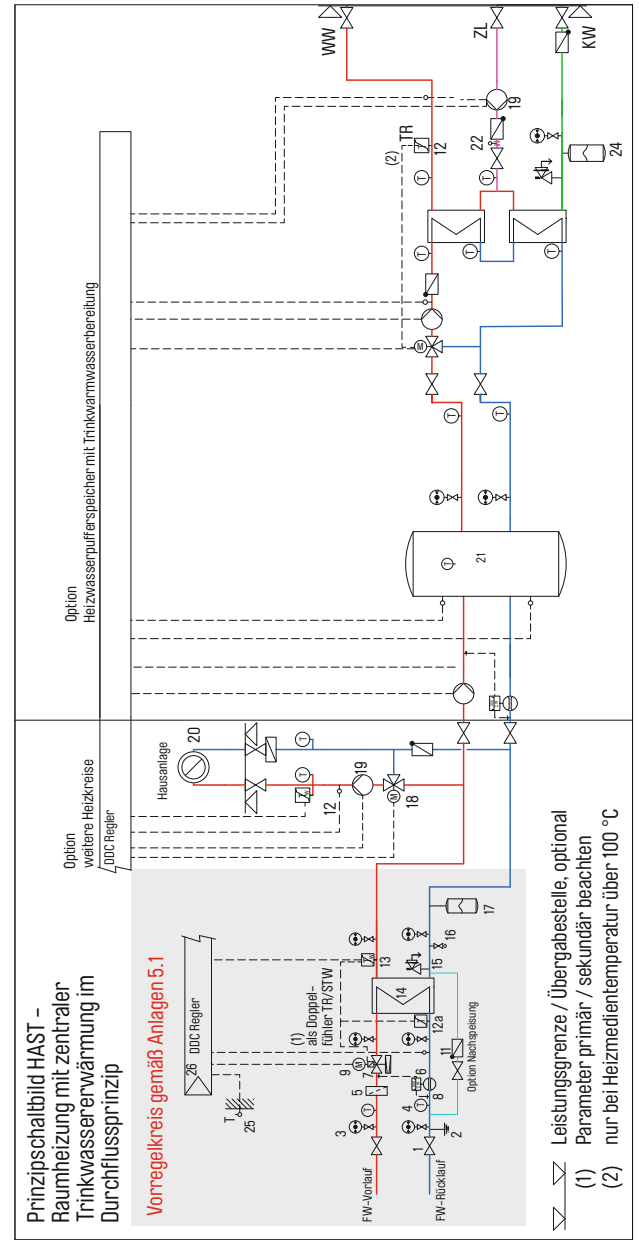 Prinzipschaltbild HAST –
Raumheizung mit zentraler
Trinkwassererwärmung im
Durchflussprinzip
Vorregelkreis gemäß Anlagen 5.1
26
DDC Regler
T
25
(1)
als Doppel-
fühler TR/STW
FW-Vorlauf
FW-Rücklauf
3
T
5
M
9
7
13
14
1
2
T
4
8
6
11
12a
15
16
17
Option Nachspeisung
Option
weitere Heizkreise
DDC Regler
Hausanlage
20
T
T
12
19
M
18
Option
Heizwasserpufferspeicher mit Trinkwarmwasserbereitung
T
21
T
T
M
T
T
T
T
T
(2)
TR
12
22
19
24
WW
ZL
KW
Leistungsgrenze / Übergabestelle, optional
(1) Parameter primär / sekundär beachten
(2) nur bei Heizmedientemperatur über 100 °C